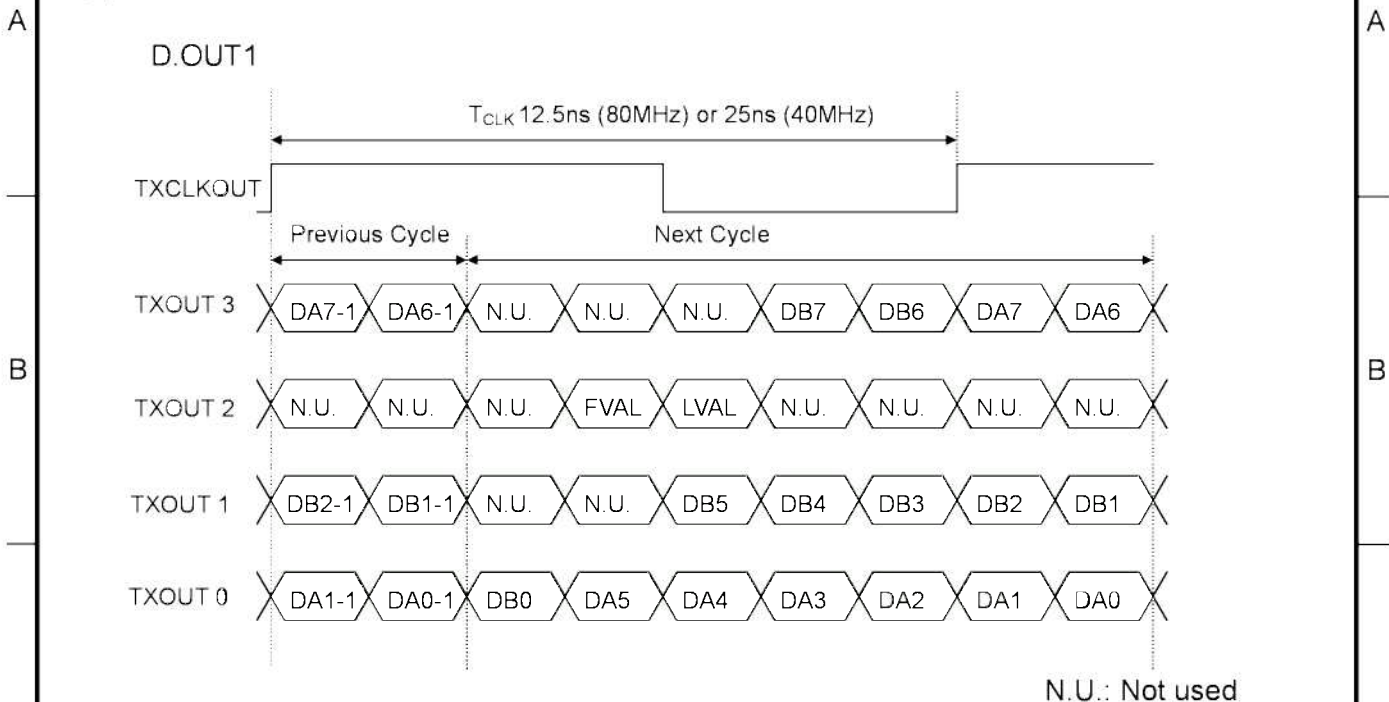 A A
D.OUT1
TCLK 12.5ns (80MHz) or 25ns (40MHz)
TXCLKOUT
Previous Cycle Next Cycle
TXOUT 3 DA7-1 DA6-1 N.U. N.U. N.U. DB7 DB6 DA7 DA6
B B
TXOUT 2 N.U. N.U. N.U. FVAL LVAL N.U. N.U. N.U. N.U.
TXOUT 1 DB2-1 DB1-1 N.U. N.U. DB5 DB4 DB3 DB2 DB1
TXOUT 0 DA1-1 DA0-1 DB0 DA5 DA4 DA3 DA2 DA1 DA0
N.U.: Not used